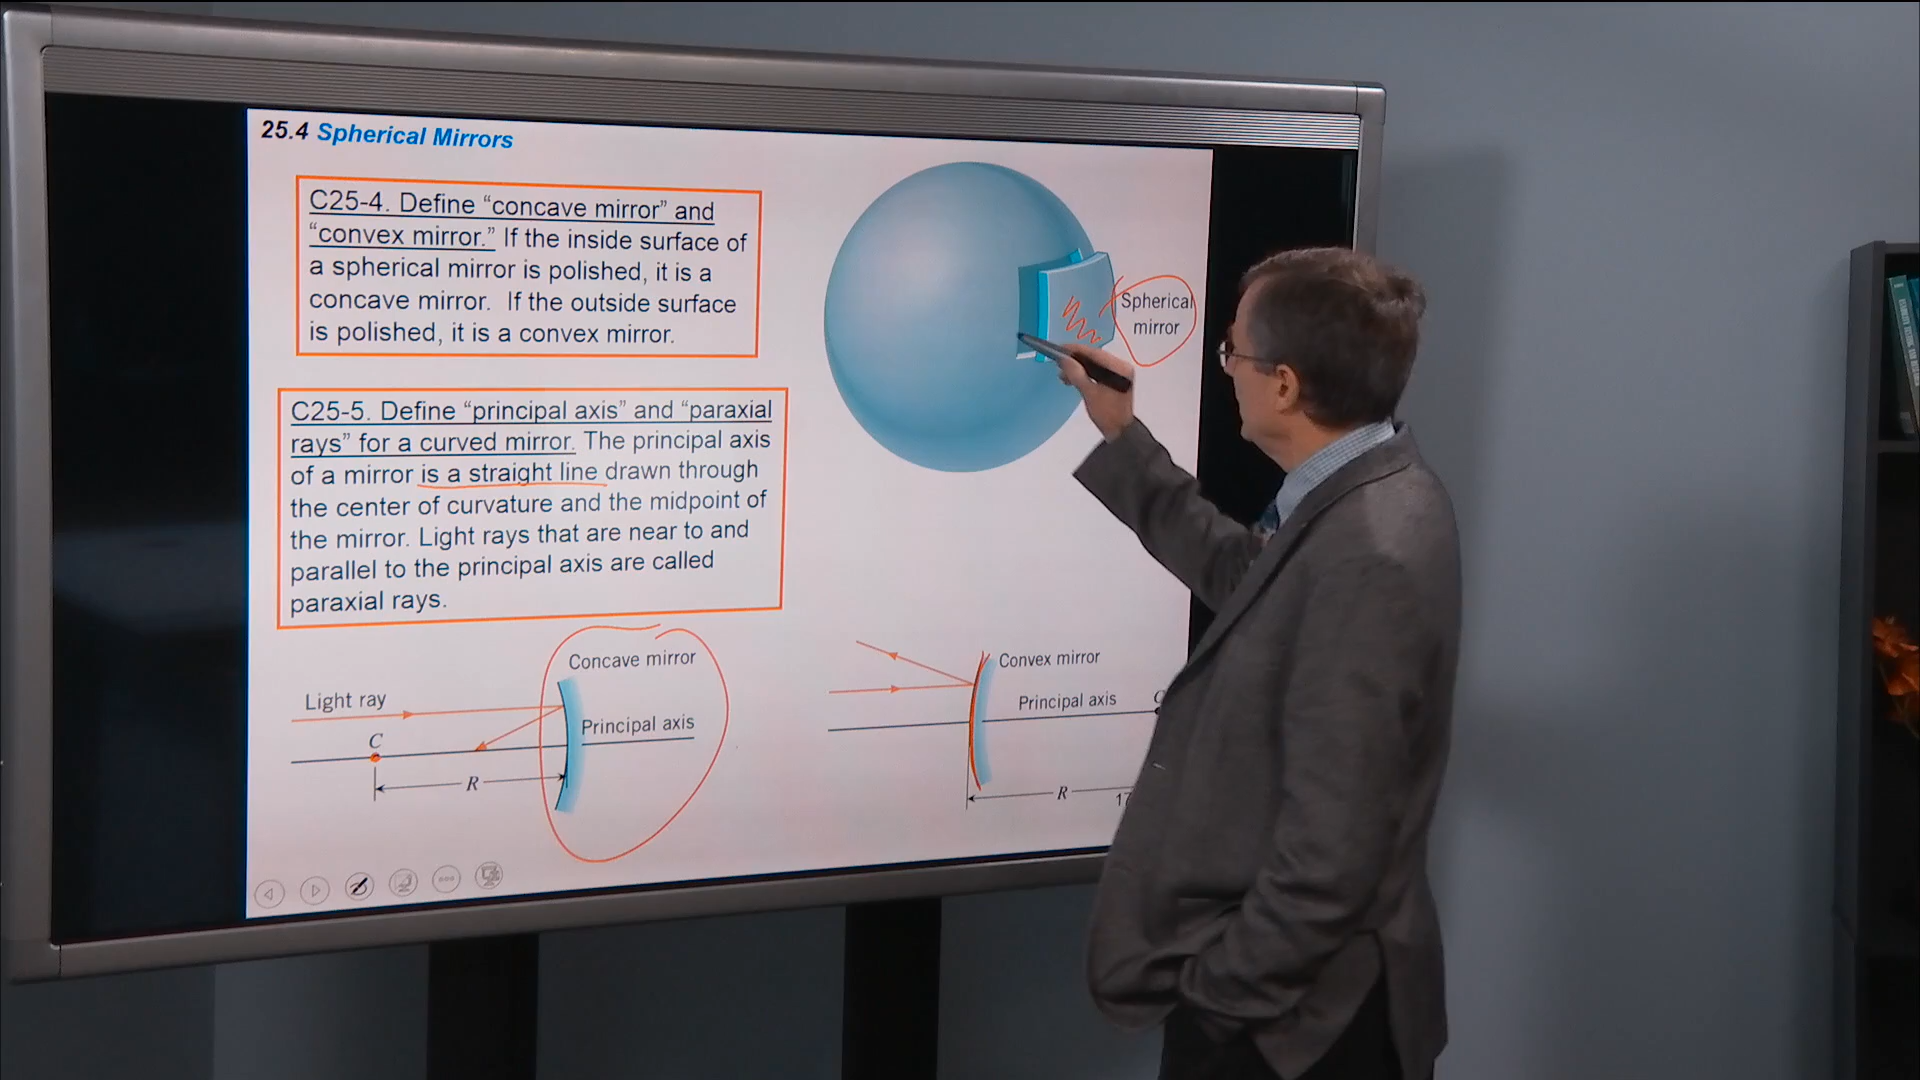 25.4 Spherical Mirrors
C25-4. Define “concave mirror” and
“convex mirror.” If the inside surface of
a spherical mirror is polished, it is a
concave mirror. If the outside surface
is polished, it is a convex mirror.
Spherical
mirror
C25-5. Define “principal axis” and “paraxial
rays” for a curved mirror. The principal axis
of a mirror is a straight line drawn through
the center of curvature and the midpoint of
the mirror. Light rays that are near to and
parallel to the principal axis are called
paraxial rays.
Concave mirror
Light ray
Principal axis
C
R
Convex mirror
Principal axis
C
R